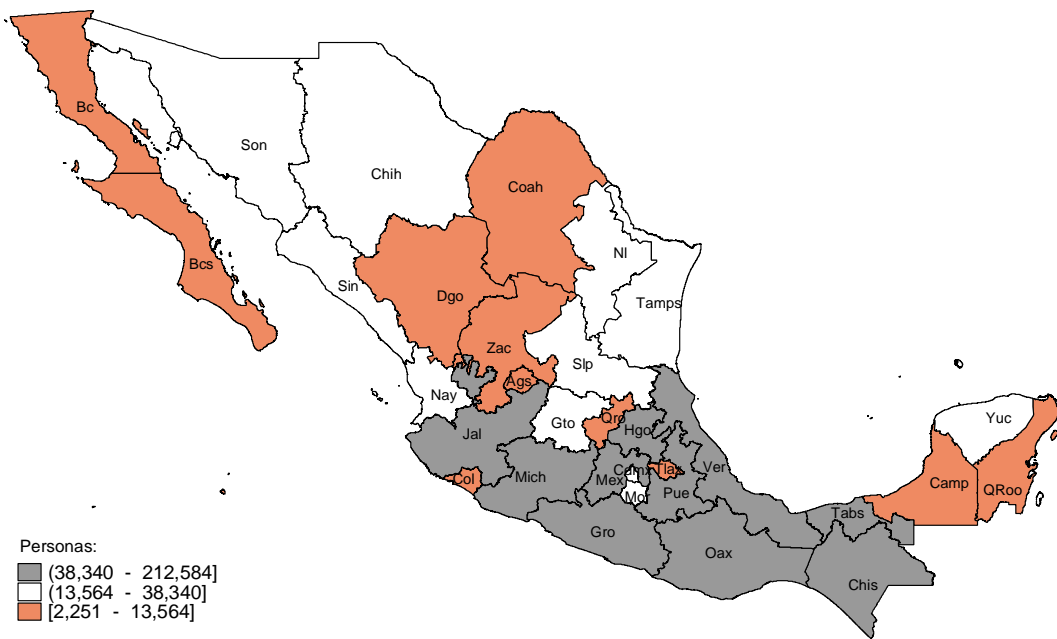 Bc
Son
Chih
Coah
Bcs
Nl
Sin
Dgo
Tamps
Zac
Slp
Ags
Nay
Gto
Qro
Yuc
Jal
Hgo
Cdmx
Tlax
Ver
Col
Mich
Mex
Pue
Camp
QRoo
Mo
Tabs
Gro
Oax
Chis
Personas:
(38,340 - 212,584]
(13,564 - 38,340]
[2,251 - 13,564]